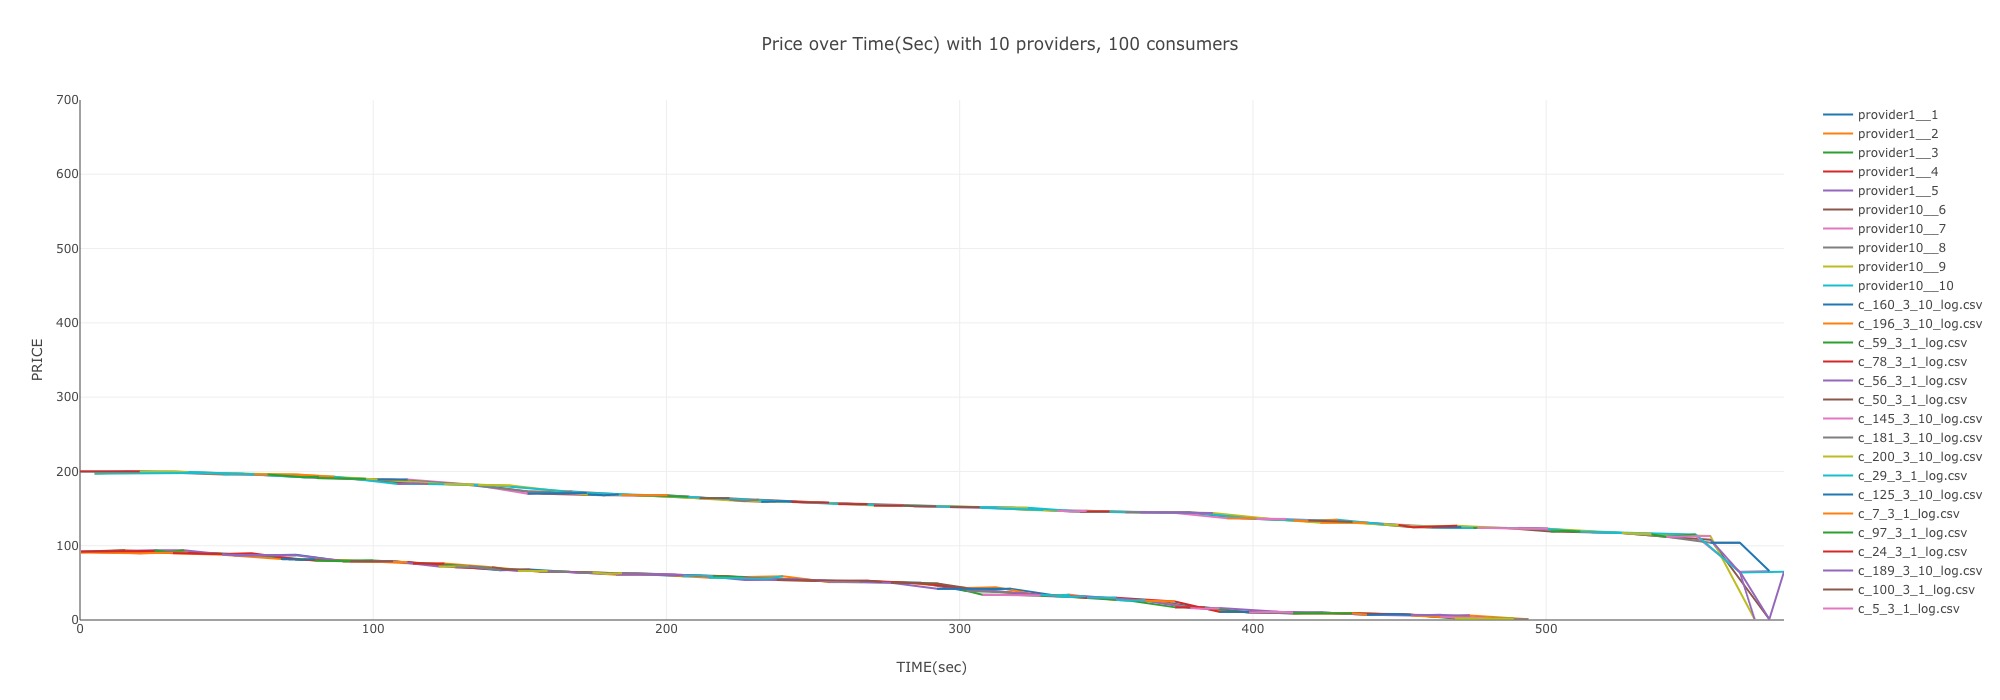 Price over Time(Sec) with 10 providers, 100 consumers
700
600
500
400
300
200
100
0
PRICE
0 100 200 300 400 500
TIME(sec)
provider1__1
provider1__2
provider1__3
provider1__4
provider1__5
provider10__6
provider10__7
provider10__8
provider10__9
provider10__10
c_160_3_10_log.csv
c_196_3_10_log.csv
c_59_3_1_log.csv
c_78_3_1_log.csv
c_56_3_1_log.csv
c_50_3_1_log.csv
c_145_3_10_log.csv
c_181_3_10_log.csv
c_200_3_10_log.csv
c_29_3_1_log.csv
c_125_3_10_log.csv
c_7_3_1_log.csv
c_97_3_1_log.csv
c_24_3_1_log.csv
c_189_3_10_log.csv
c_100_3_1_log.csv
c_5_3_1_log.csv